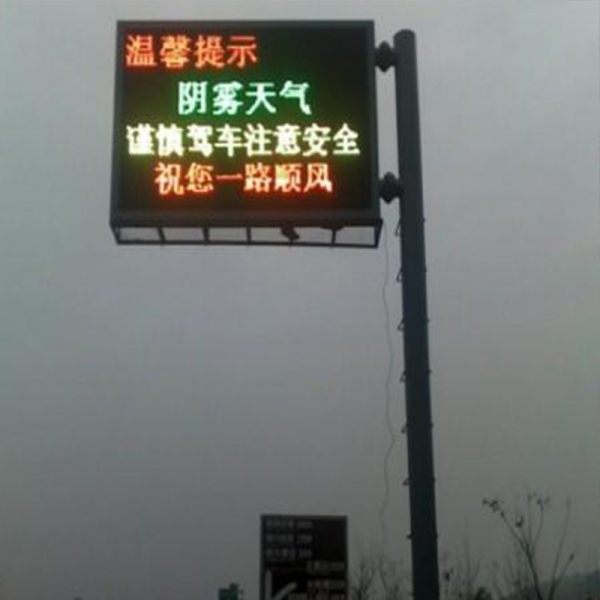 温馨提示
阴雾天气
谨慎驾车注意安全
祝您一路顺风